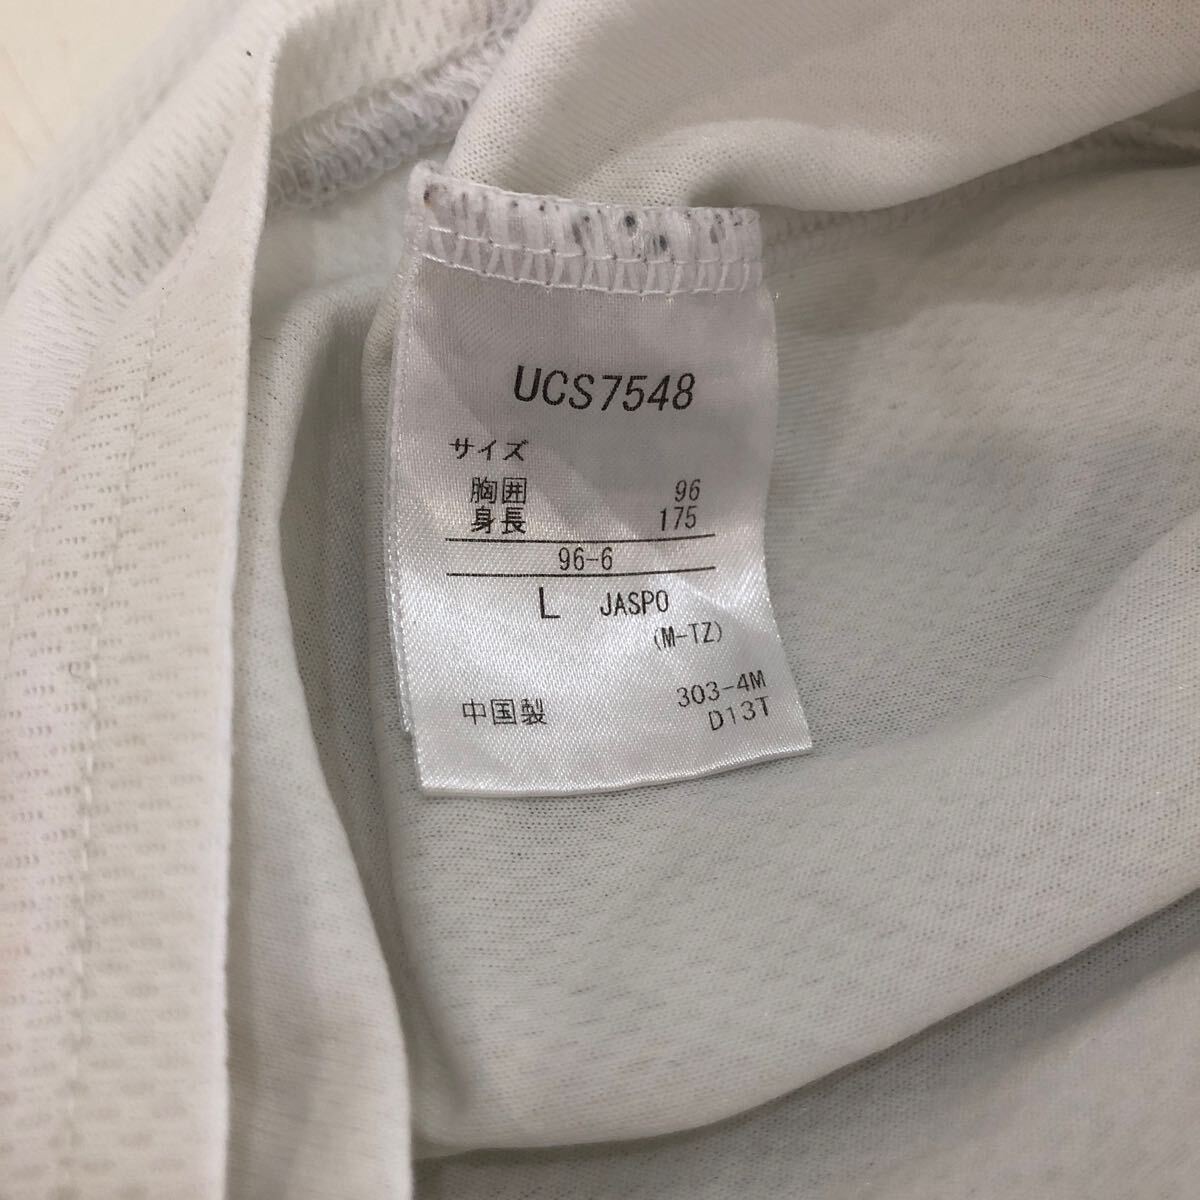 UCS7548
サイズ
胸囲 96
身長 175
96-6
L JASPO
(M-TZ)
303-4M
中国製 D13T